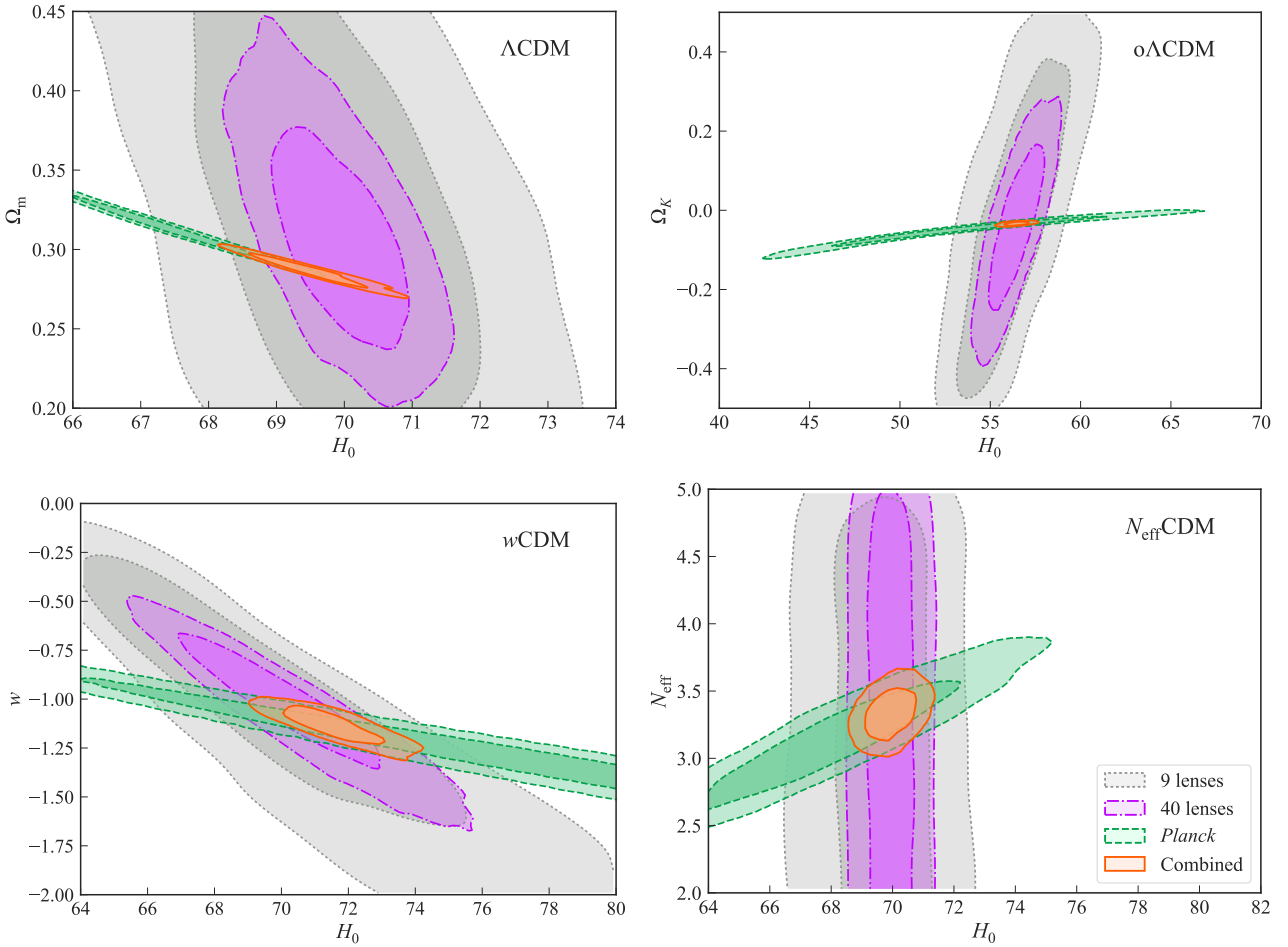 0.45
0.40
0.35
0.30
0.25
0.20
Ωm
ΛCDM
66 67 68 69 70 71 72 73 74
H0
0.4
0.2
0.0
−0.2
−0.4
ΩK
oΛCDM
40 45 50 55 60 65 70
H0
0.00
−0.25
−0.50
−0.75
−1.00
−1.25
−1.50
−1.75
−2.00
w
wCDM
64 66 68 70 72 74 76 78 80
H0
5.0
4.5
4.0
3.5
3.0
2.5
2.0
Neff
NeffCDM
9 lenses
40 lenses
Planck
Combined
64 66 68 70 72 74 76 78 80 82
H0